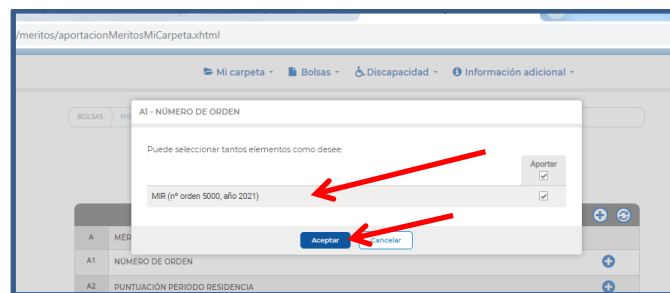 /meritos/aportacionMeritosMiCarpeta.xhtml
Mi carpeta Bolsas Discapacidad Información adicional
BOLSAS
A1 - NÚMERO DE ORDEN
Puede seleccionar tantos elementos como desee:
Aportar
MIR (nº orden 5000, año 2021)
Aceptar Cancelar
A MÉR
A1 NÚMERO DE ORDEN
A2 PUNTUACIÓN PERIODO RESIDENCIA